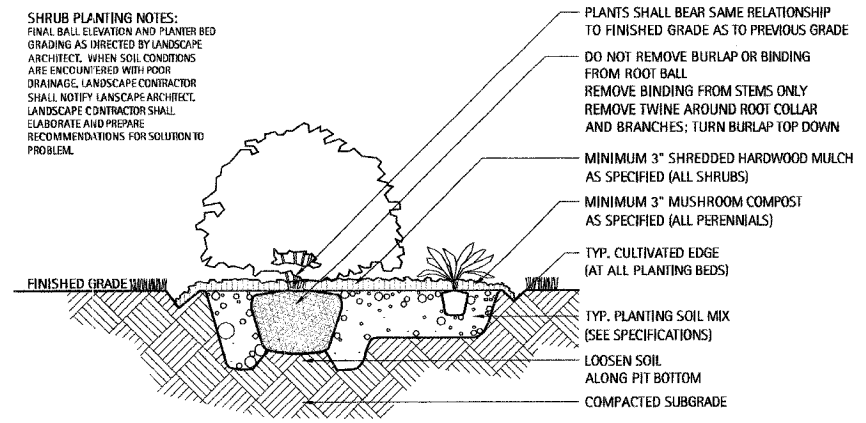 SHRUB PLANTING NOTES:
FINAL BALL ELEVATION AND PLANTER BED
GRADING AS DIRECTED BY LANDSCAPE
ARCHITECT. WHEN SOIL CONDITIONS
ARE ENCOUNTERED WITH POOR
DRAINAGE, LANDSCAPE CONTRACTOR
SHALL NOTIFY LANSCAPE ARCHITECT.
LANDSCAPE CONTRACTOR SHALL
ELABORATE AND PREPARE
RECOMMENDATIONS FOR SOLUTION TO
PROBLEM.
PLANTS SHALL BEAR SAME RELATIONSHIP
TO FINISHED GRADE AS TO PREVIOUS GRADE
DO NOT REMOVE BURLAP OR BINDING
FROM ROOT BALL
REMOVE BINDING FROM STEMS ONLY
REMOVE TWINE AROUND ROOT COLLAR
AND BRANCHES; TURN BURLAP TOP DOWN
MINIMUM 3" SHREDDED HARDWOOD MULCH
AS SPECIFIED (ALL SHRUBS)
MINIMUM 3" MUSHROOM COMPOST
AS SPECIFIED (ALL PERENNIALS)
TYP. CULTIVATED EDGE
(AT ALL PLANTING BEDS)
FINISHED GRADE
TYP. PLANTING SOIL MIX
(SEE SPECIFICATIONS)
LOOSEN SOIL
ALONG PIT BOTTOM
COMPACTED SUBGRADE